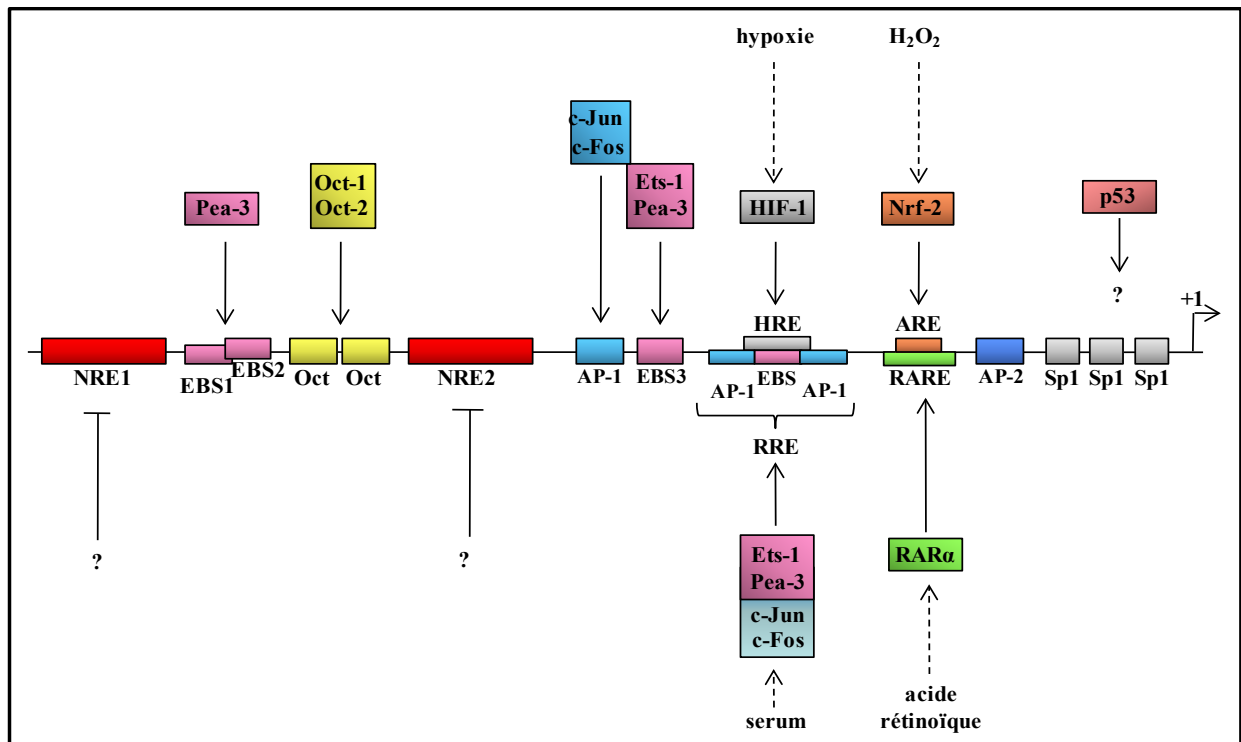 hypoxie
H₂O₂
c-Jun
c-Fos
Oct-1
Oct-2
Ets-1
Pea-3
Pea-3
HIF-1
Nrf-2
p53
?
+1
HRE
ARE
NRE1
EBS1
EBS2
Oct
Oct
NRE2
AP-1
EBS3
AP-1
EBS
AP-1
RARE
AP-2
Sp1
Sp1
Sp1
RRE
?
?
Ets-1
Pea-3
c-Jun
c-Fos
RARα
serum
acide
rétinoïque